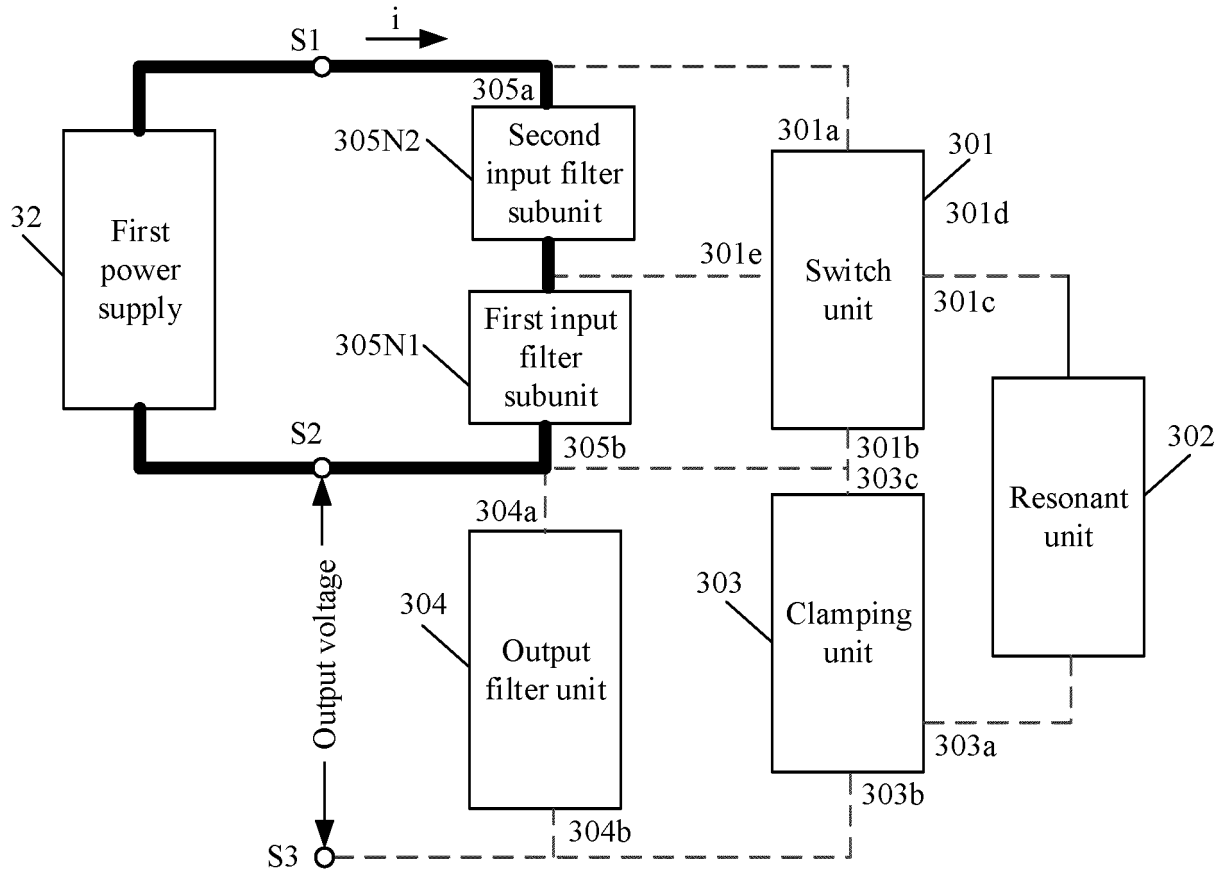 i
S1
305a
301a
305N2
Second
input filter
subunit
301
301d
32
First
power
supply
301e
Switch
unit
301c
305N1
First input
filter
subunit
S2
305b
301b
302
303c
304a
Resonant
unit
Output voltage
304
303
Clamping
unit
Output
filter unit
303a
303b
304b
S3